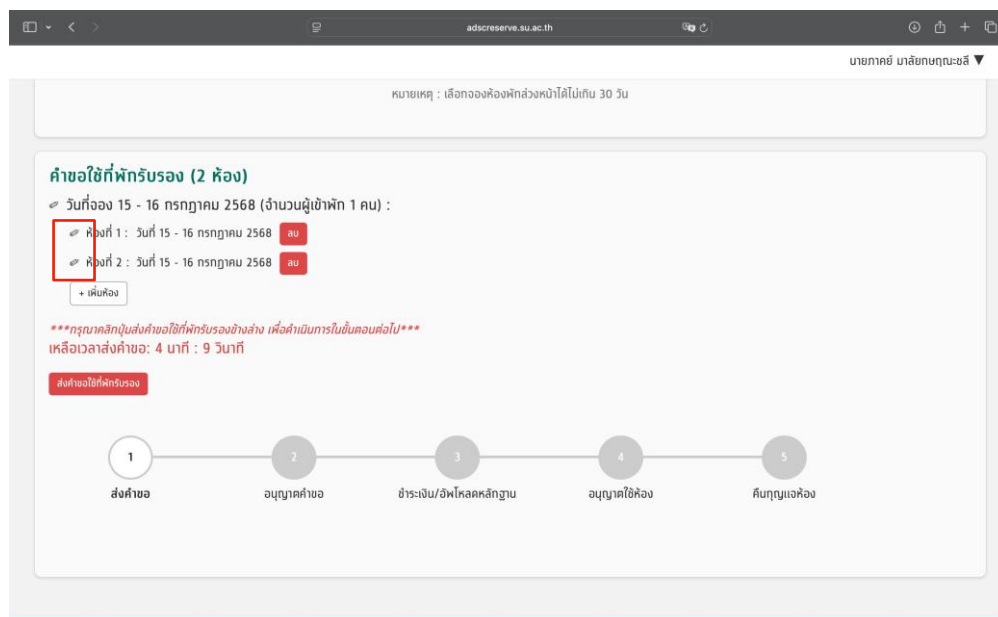 adscreserve.su.ac.th
นายภาคย์ มาลัยกษฤณะชลี ▼
หมายเหตุ : เลือกจองห้องพักล่วงหน้าได้ไม่เกิน 30 วัน
คำขอใช้ที่พักรับรอง (2 ห้อง)
วันที่จอง 15 - 16 กรกฎาคม 2568 (จำนวนผู้เข้าพัก 1 คน) :
ห้องที่ 1 : วันที่ 15 - 16 กรกฎาคม 2568 ลบ
ห้องที่ 2 : วันที่ 15 - 16 กรกฎาคม 2568 ลบ
+ เพิ่มห้อง
***กรุณาคลิกปุ่มส่งคำขอใช้ที่พักรับรองข้างล่าง เพื่อดำเนินการในขั้นตอนต่อไป***
เหลือเวลาส่งคำขอ: 4 นาที : 9 วินาที
ส่งคำขอใช้ที่พักรับรอง
1 2 3 4 5
ส่งคำขอ อนุญาตคำขอ ชำระเงิน/อัพโหลดหลักฐาน อนุญาตใช้ห้อง คืนกุญแจห้อง